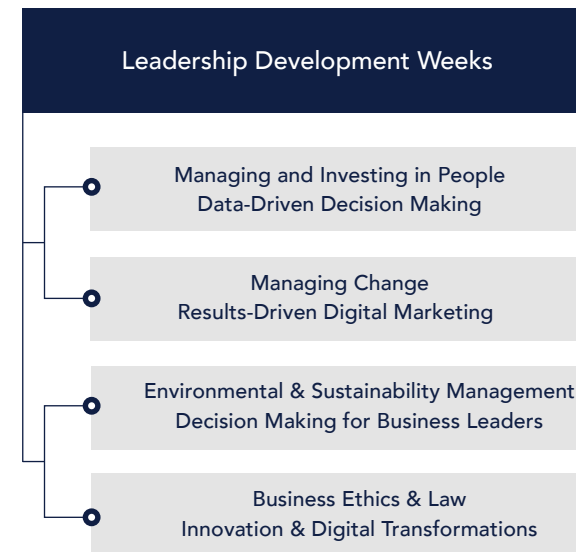 Leadership Development Weeks
Managing and Investing in People
Data-Driven Decision Making
Managing Change
Results-Driven Digital Marketing
Environmental & Sustainability Management
Decision Making for Business Leaders
Business Ethics & Law
Innovation & Digital Transformations